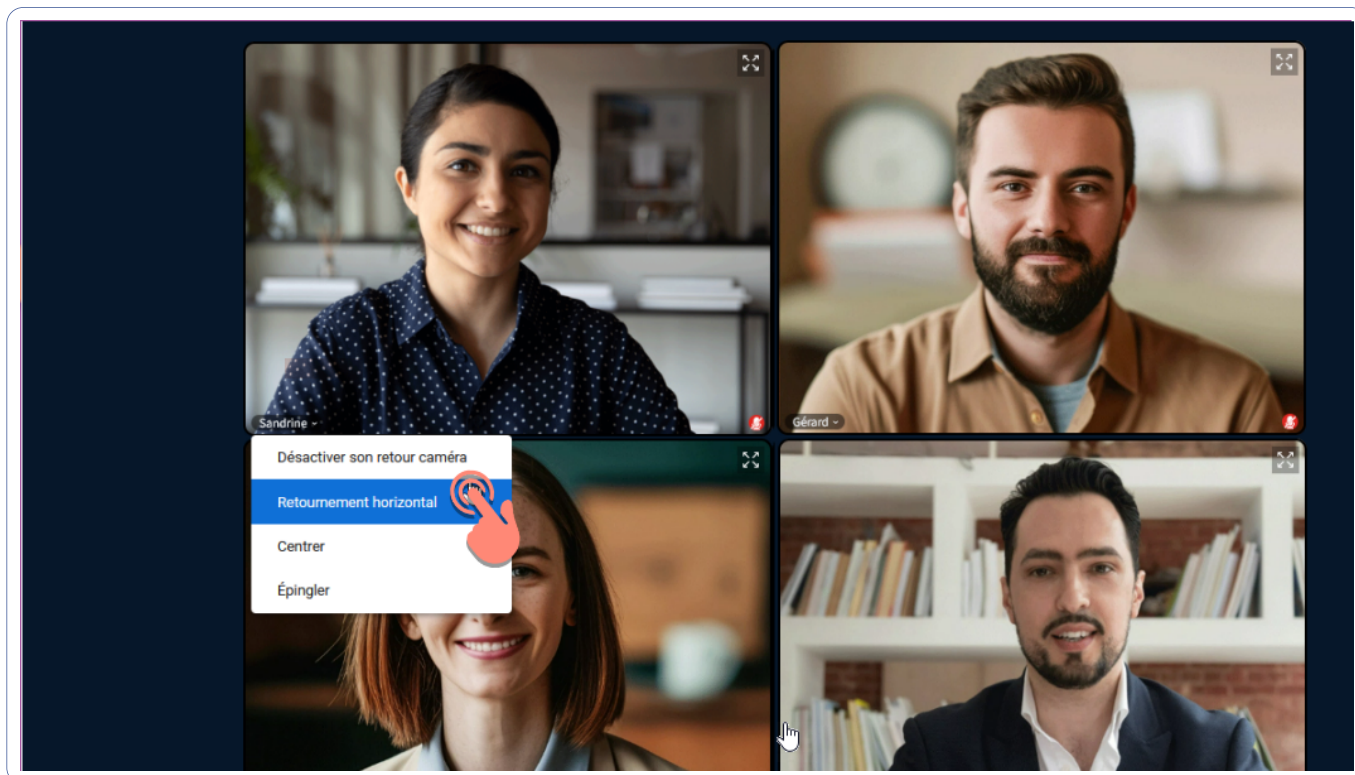 Sandrine
Gérard
Désactiver son retour caméra
Retournement horizontal
Centrer
Épingler